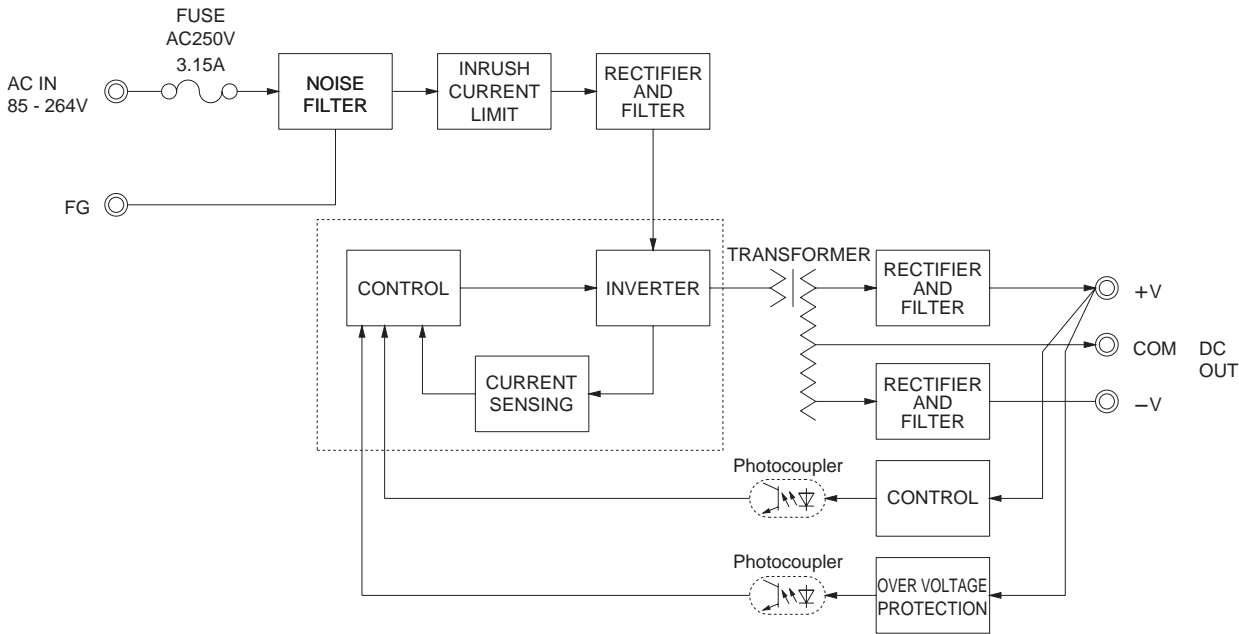 FUSE
AC250V
3.15A
AC IN
85 - 264V
NOISE
FILTER
INRUSH
CURRENT
LIMIT
RECTIFIER
AND
FILTER
FG
TRANSFORMER
CONTROL
INVERTER
RECTIFIER
AND
FILTER
+V
COM
DC
OUT
CURRENT
SENSING
RECTIFIER
AND
FILTER
−V
Photocoupler
CONTROL
Photocoupler
OVER VOLTAGE
PROTECTION